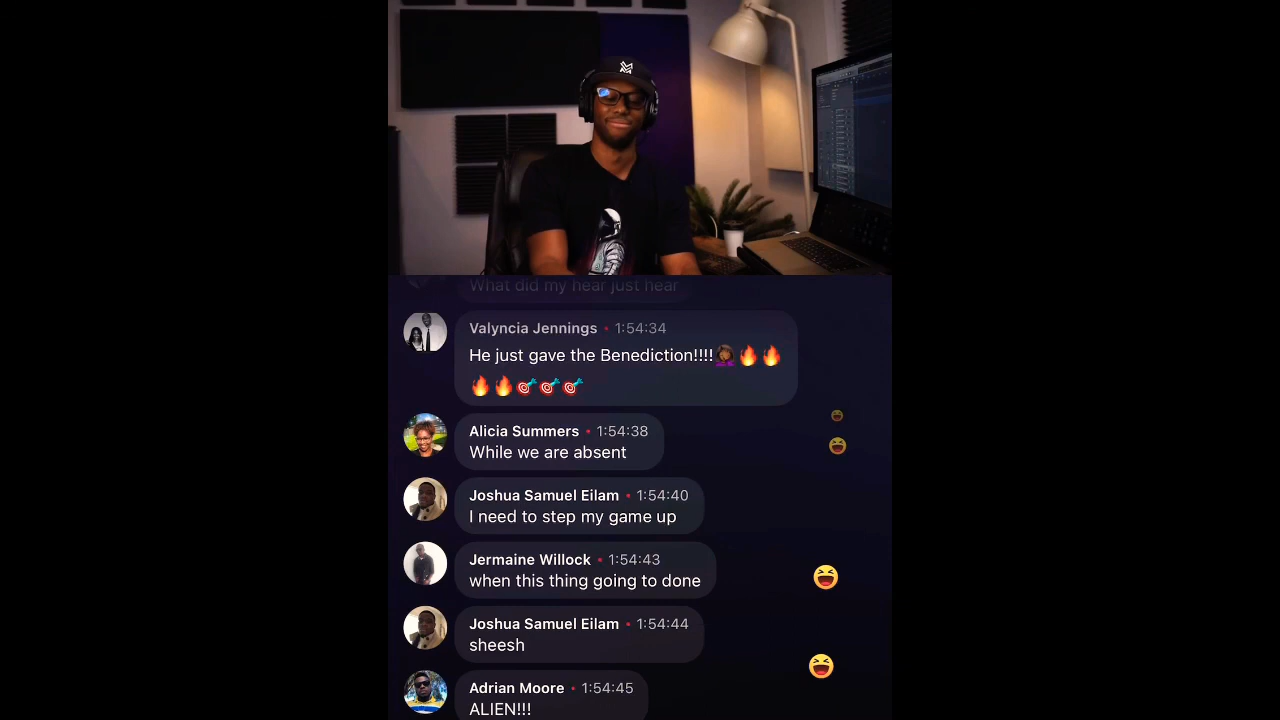 What did my hear just hear
Valyncia Jennings • 1:54:34
He just gave the Benediction!!!!🤦🏾‍♀️🔥🔥
🔥🔥🎯🎯🎯
Alicia Summers • 1:54:38
While we are absent
Joshua Samuel Eilam • 1:54:40
I need to step my game up
Jermaine Willock • 1:54:43
when this thing going to done
Joshua Samuel Eilam • 1:54:44
sheesh
Adrian Moore • 1:54:45
ALIEN!!!